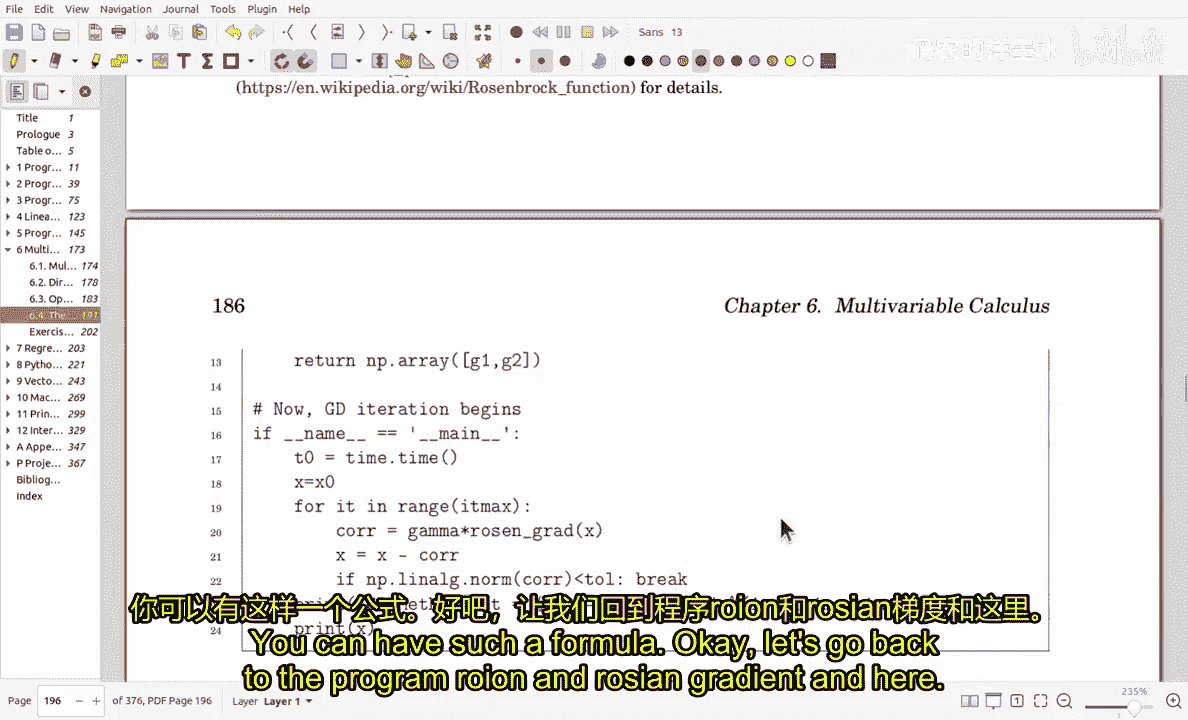 File Edit View Navigation Journal Tools Plugin Help
Sans 13
Title 1
Prologue 3
Table o... 5
1 Progr... 11
2 Progr... 39
3 Progr... 75
4 Linea... 123
5 Progr... 145
6 Multi... 173
6.1. Mul... 174
6.2. Dir... 178
6.3. Op... 183
6.4. The... 191
Exercis... 202
7 Regre... 203
8 Pytho... 221
9 Vecto... 243
10 Mac... 269
11 Prin... 299
12 Inter... 329
A Appe... 347
P Proje... 367
Bibliog...
Index
(https://en.wikipedia.org/wiki/Rosenbrock_function) for details.
186 Chapter 6. Multivariable Calculus
13 return np.array([g1,g2])
14
15 # Now, GD iteration begins
16 if __name__ == '__main__':
17 t0 = time.time()
18 x=x0
19 for it in range(itmax):
20 corr = gamma*rosen_grad(x)
21 x = x - corr
22 if np.linalg.norm(corr)<tol: break
24 print(x)
你可以有这样一个公式。好吧，让我们回到程序roion和rosian梯度和这里。
You can have such a formula. Okay, let's go back
to the program roion and rosian gradient and here.
Page 196 of 376, PDF Page 196 Layer Layer 1 235%